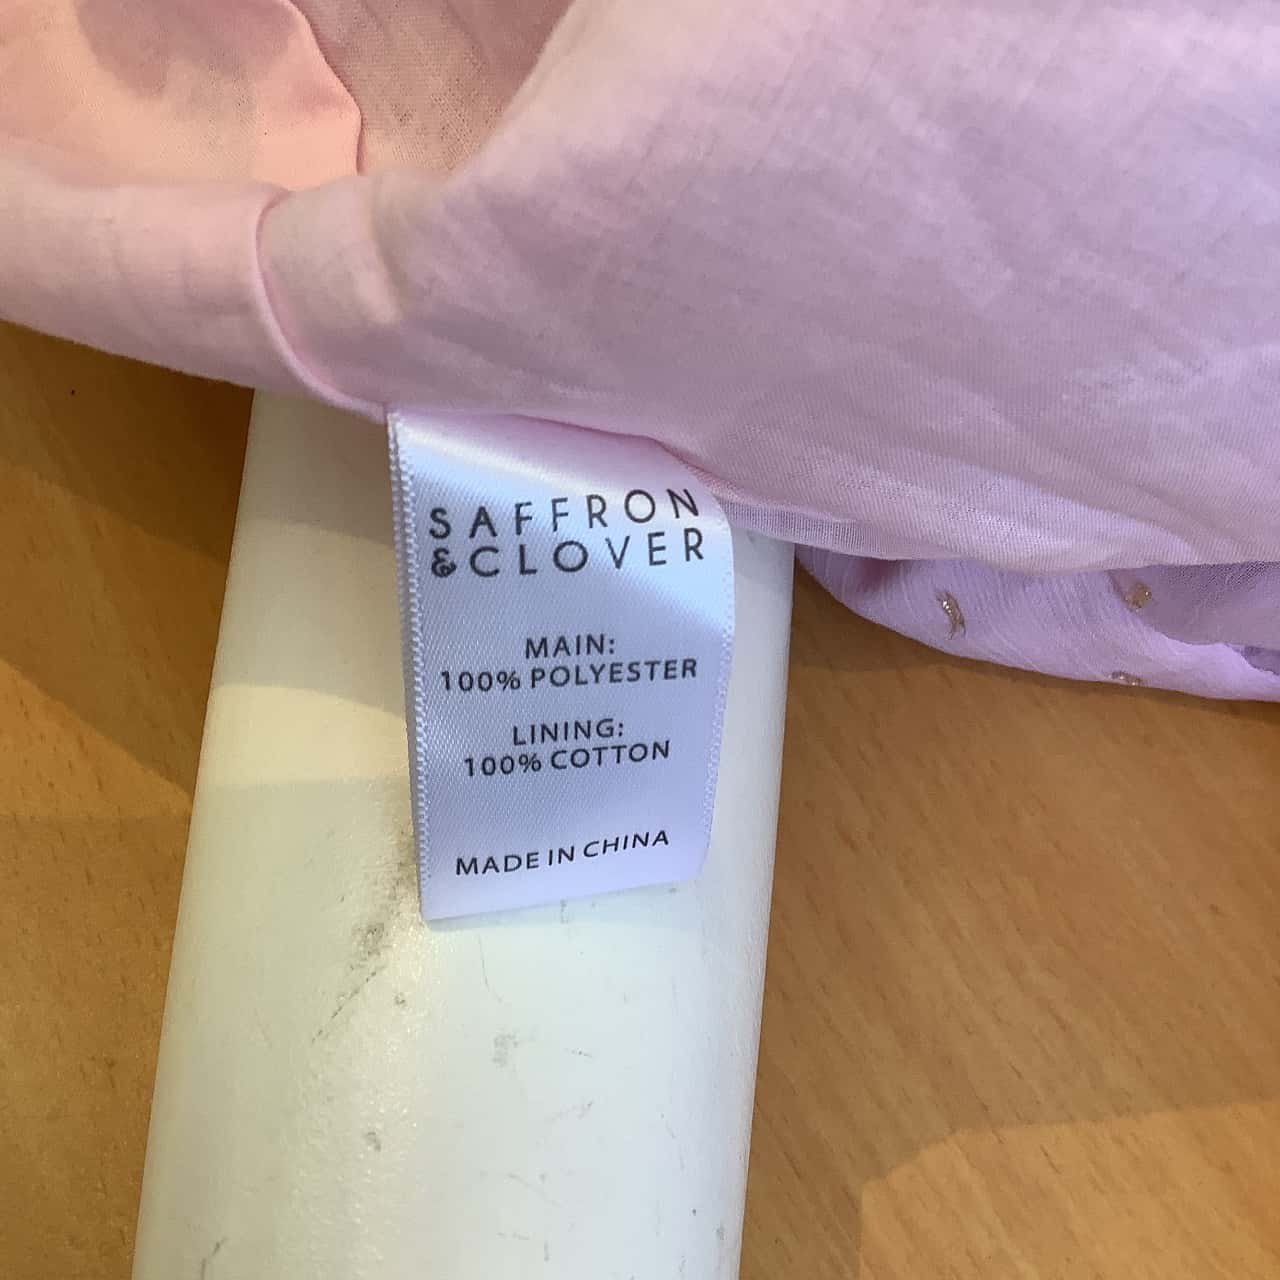 SAFFRON
&CLOVER
MAIN:
100% POLYESTER
LINING:
100% COTTON
MADE IN CHINA